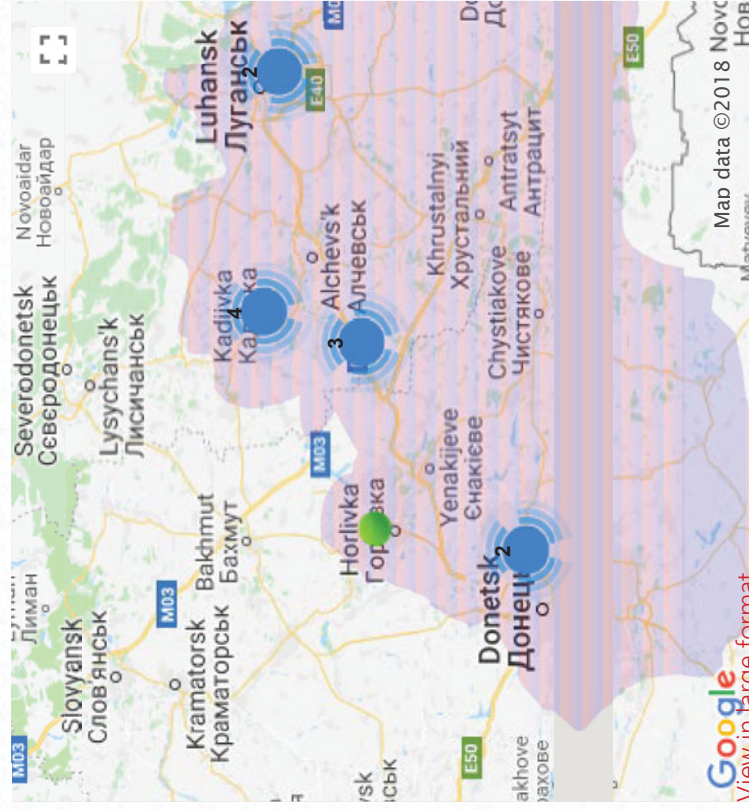 M03
Лиман
Slovyansk
Слов'янськ
Kramatorsk
Краматорськ
M03
Bakhmut
Бахмут
Severodonetsk
Сєвєродонецьк
Lysychans'k
Лисичанськ
Novoaidar
Новоайдар
Luhansk
Луганськ
2
E40
Kadiivka
4
Alchevs'k
Алчевськ
3
M03
Horlivka
Yenakijeve
Єнакієве
Khrustalnyi
Хрустальний
Antratsyt
Антрацит
Chystiakove
Чистякове
Donetsk
2
E50
akhove
ахове
E50
Google
Map data ©2018
View in large format